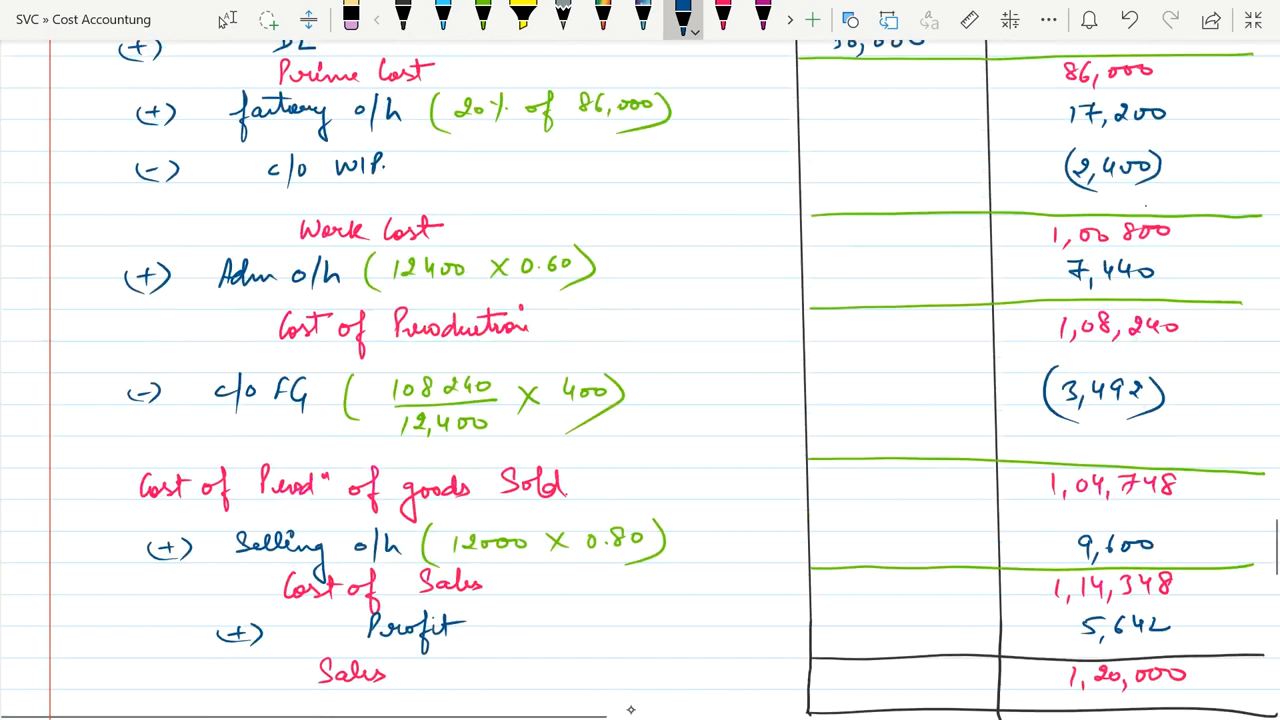 SVC » Cost Accountung
(+) DL
Prime Cost 86,000
(+) factory o/h (20% of 86,000) 17,200
(-) c/o WIP. (2,400)
Work Cost 1,00 800
(+) Adm o/h (12400 X 0.60) 7,440
Cost of Production 1,08,240
(-) c/o FG (108240/12,400 X 400) (3,492)
Cost of Prodⁿ of goods Sold 1,04,748
(+) Selling o/h (12000 X 0.80) 9,600
Cost of Sales 1,14,348
(+) Profit 5,642
Sales 1,20,000